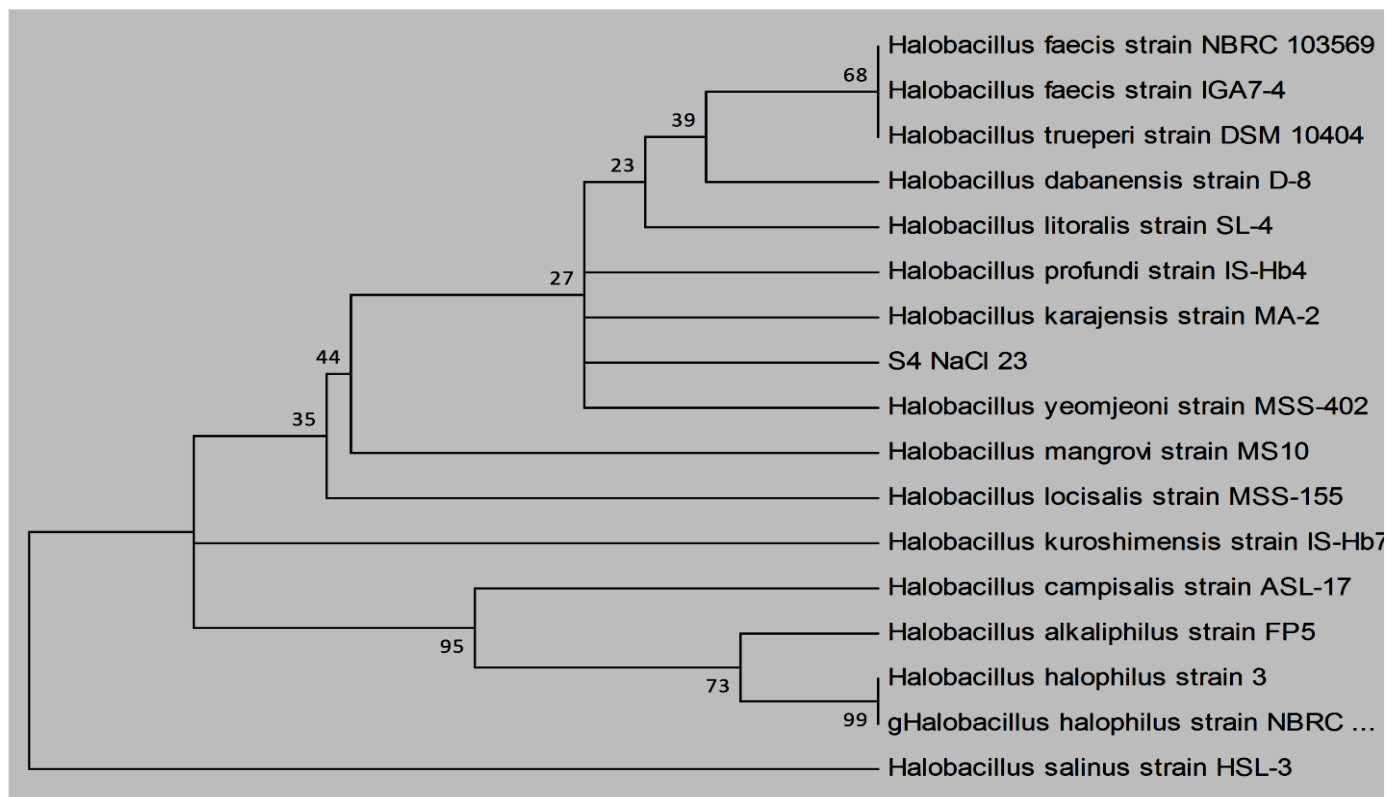 Halobacillus faecis strain NBRC 103569
68
Halobacillus faecis strain IGA7-4
39
Halobacillus trueperi strain DSM 10404
23
Halobacillus dabanensis strain D-8
Halobacillus litoralis strain SL-4
27
Halobacillus profundi strain IS-Hb4
Halobacillus karajensis strain MA-2
44
S4 NaCl 23
35
Halobacillus yeomjeoni strain MSS-402
Halobacillus mangrovi strain MS10
Halobacillus locisalis strain MSS-155
Halobacillus kuroshimensis strain IS-Hb7
Halobacillus campisalis strain ASL-17
95
Halobacillus alkaliphilus strain FP5
73
Halobacillus halophilus strain 3
99
gHalobacillus halophilus strain NBRC ...
Halobacillus salinus strain HSL-3